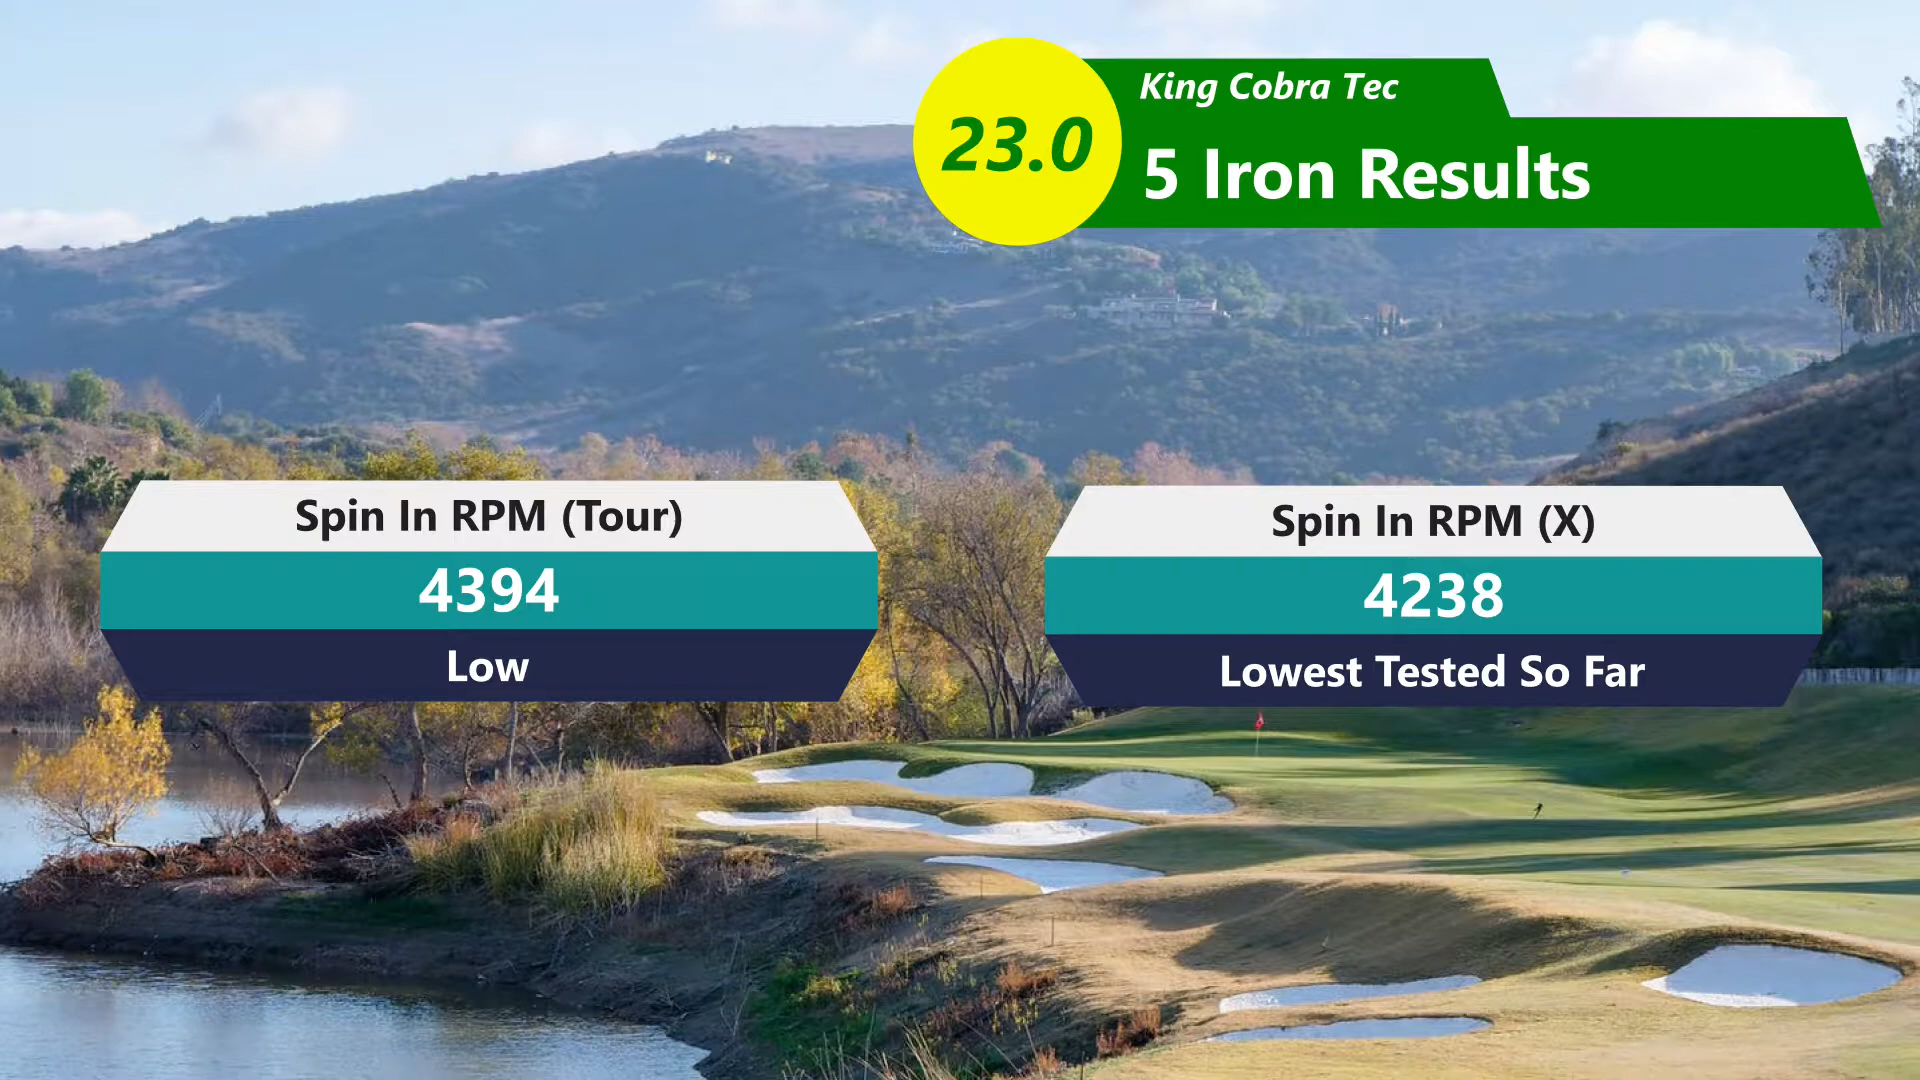 King Cobra Tec
23.0
5 Iron Results
Spin In RPM (Tour)
4394
Low
Spin In RPM (X)
4238
Lowest Tested So Far